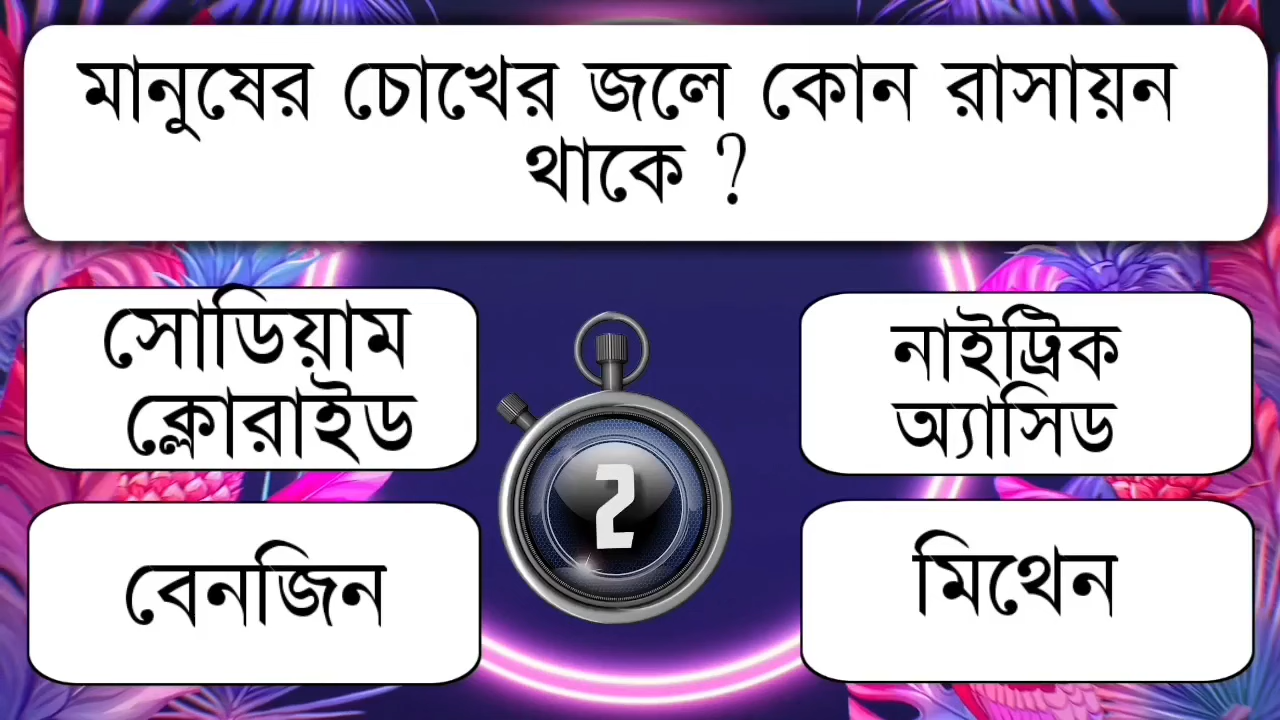 মানুষের চোখের জলে কোন রাসায়ন
থাকে ?
সোডিয়াম
ক্লোরাইড
নাইট্রিক
অ্যাসিড
2
বেনজিন
মিথেন